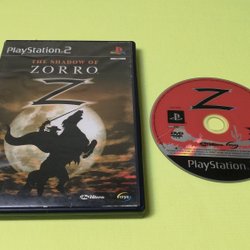 PlayStation 2
THE SHADOW OF
ZORRO
Z
Z
PlayStation